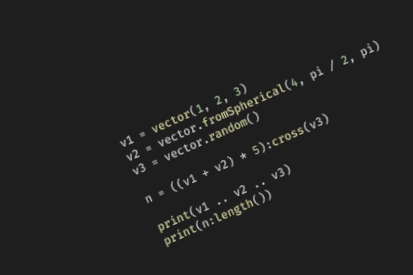 v1 = vector(1, 2, 3)
v2 = vector.fromSpherical(4, pi / 2, pi)
v3 = vector.random()
n = ((v1 + v2) * 5):cross(v3)
print(v1 .. v2 .. v3)
print(n:length())